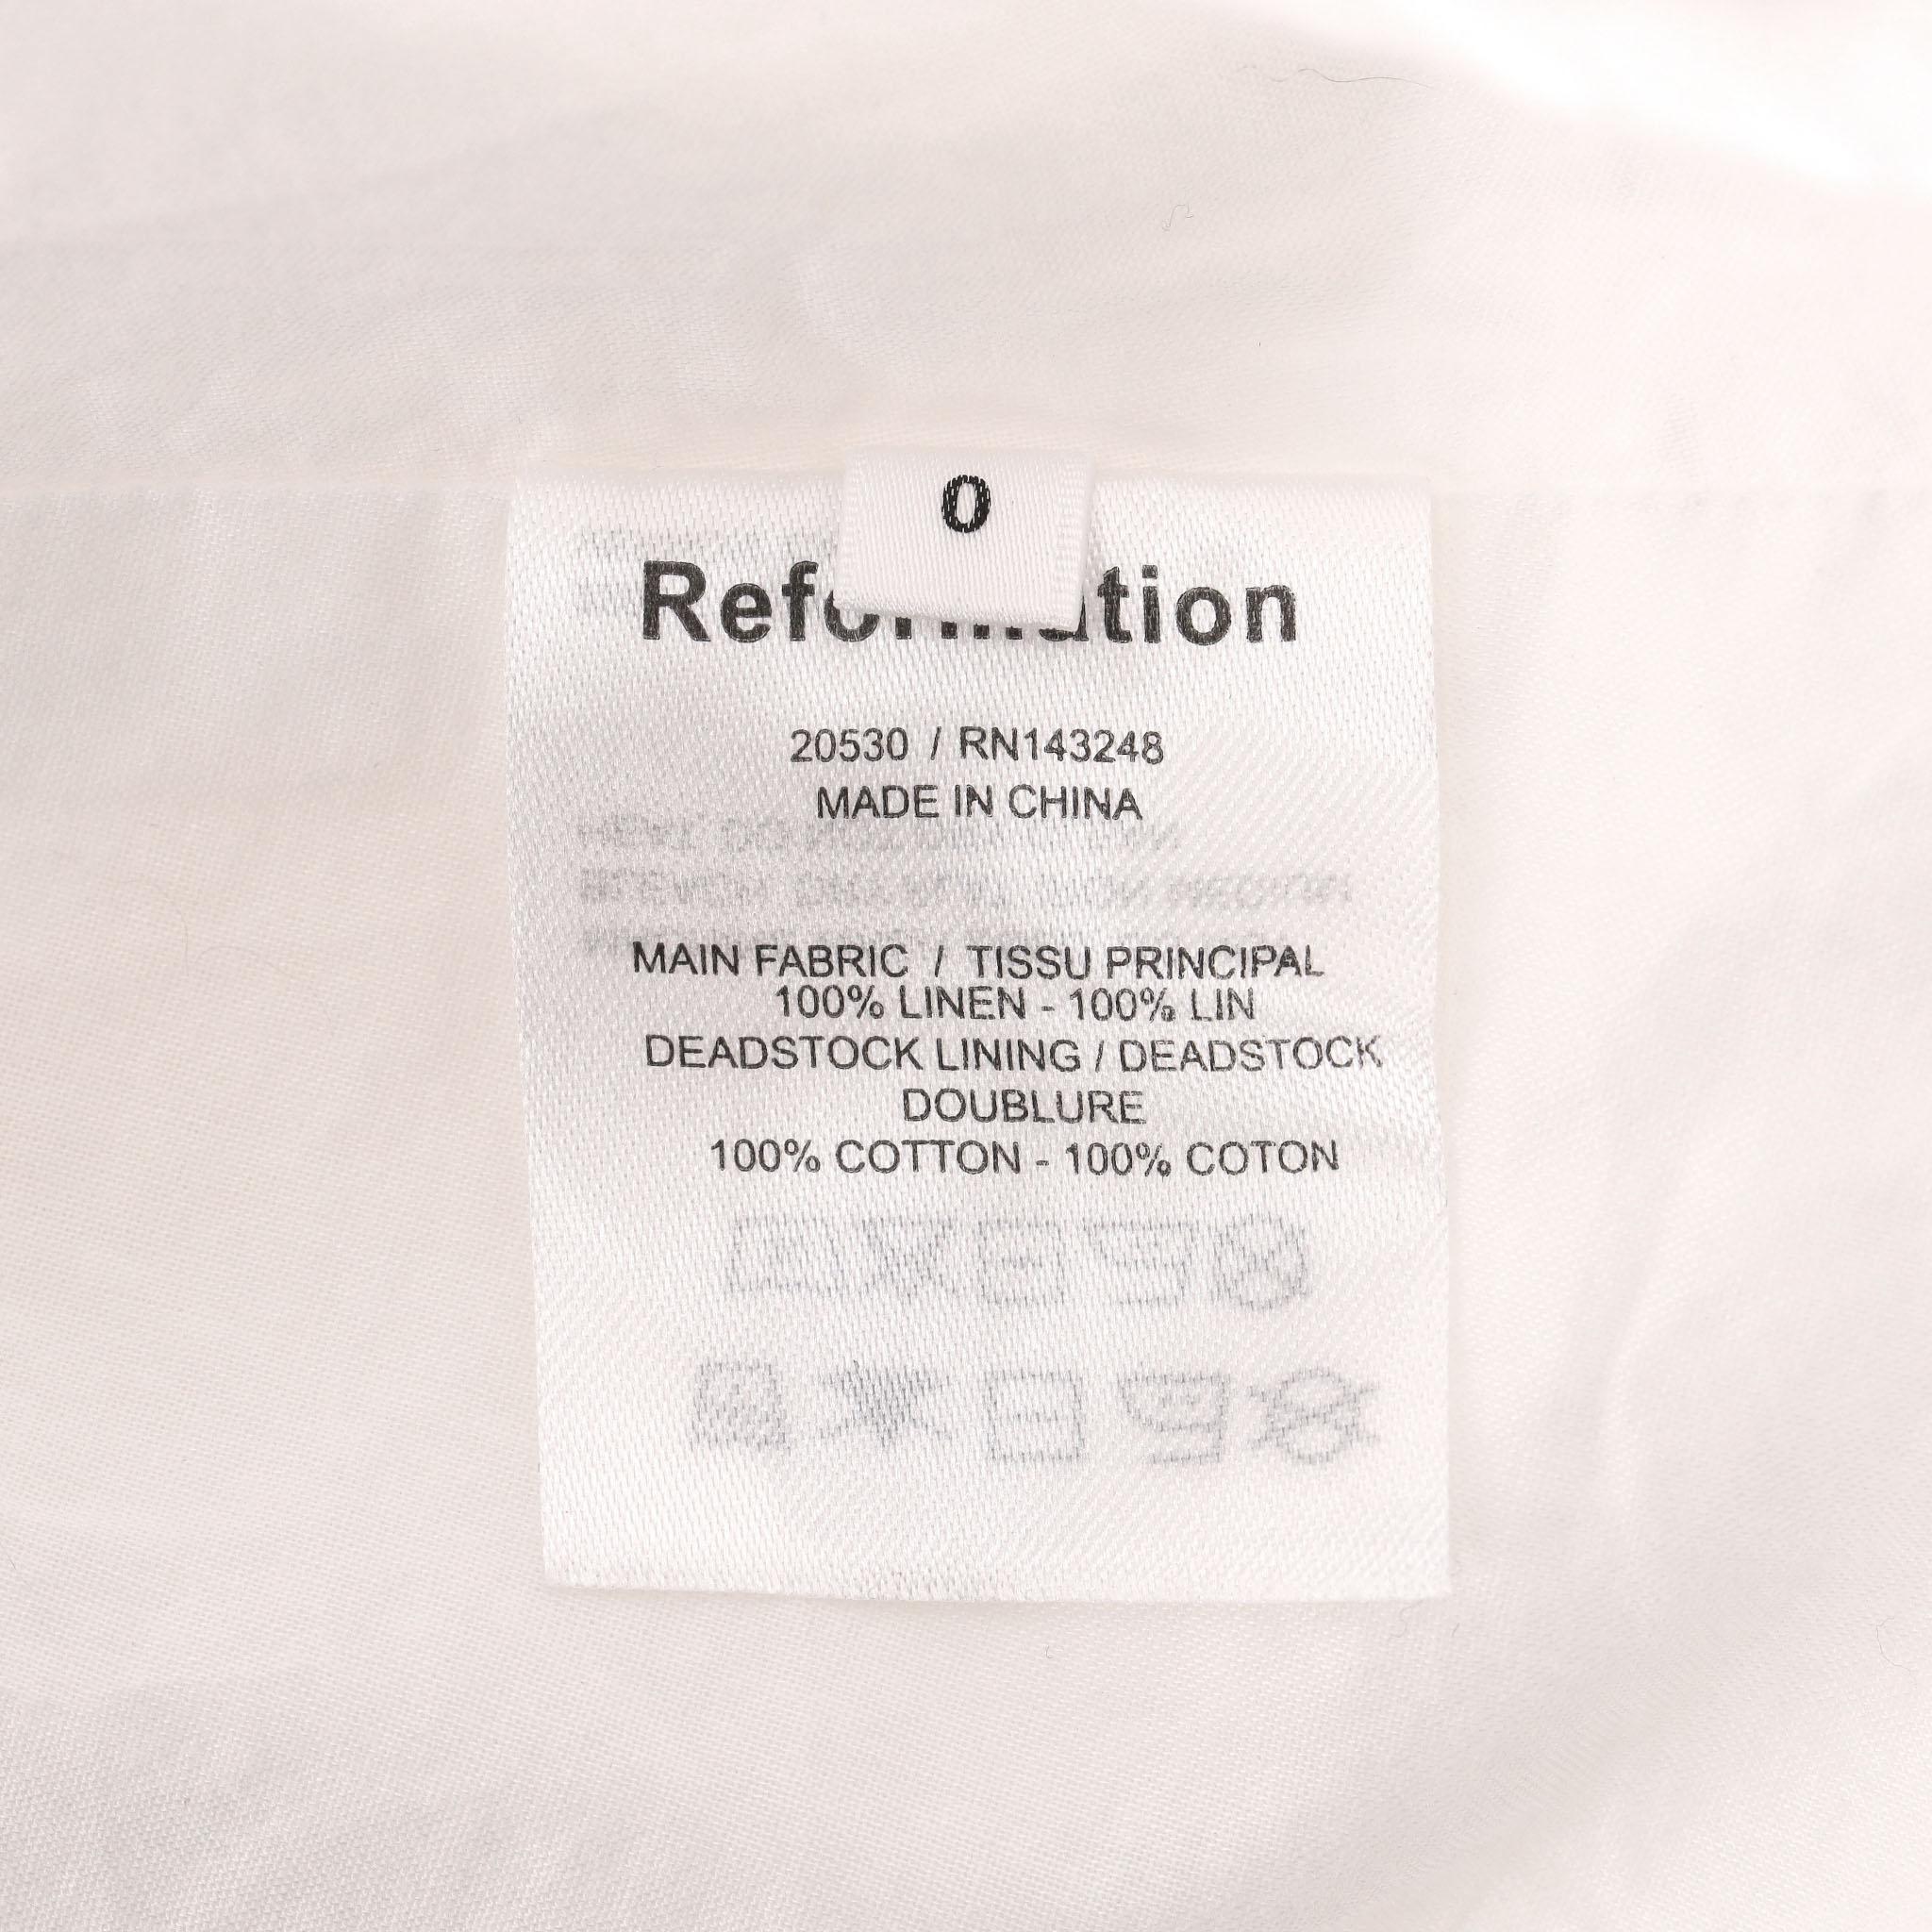 0
Reformation
20530 / RN143248
MADE IN CHINA
MAIN FABRIC / TISSU PRINCIPAL
100% LINEN - 100% LIN
DEADSTOCK LINING / DEADSTOCK
DOUBLURE
100% COTTON - 100% COTON